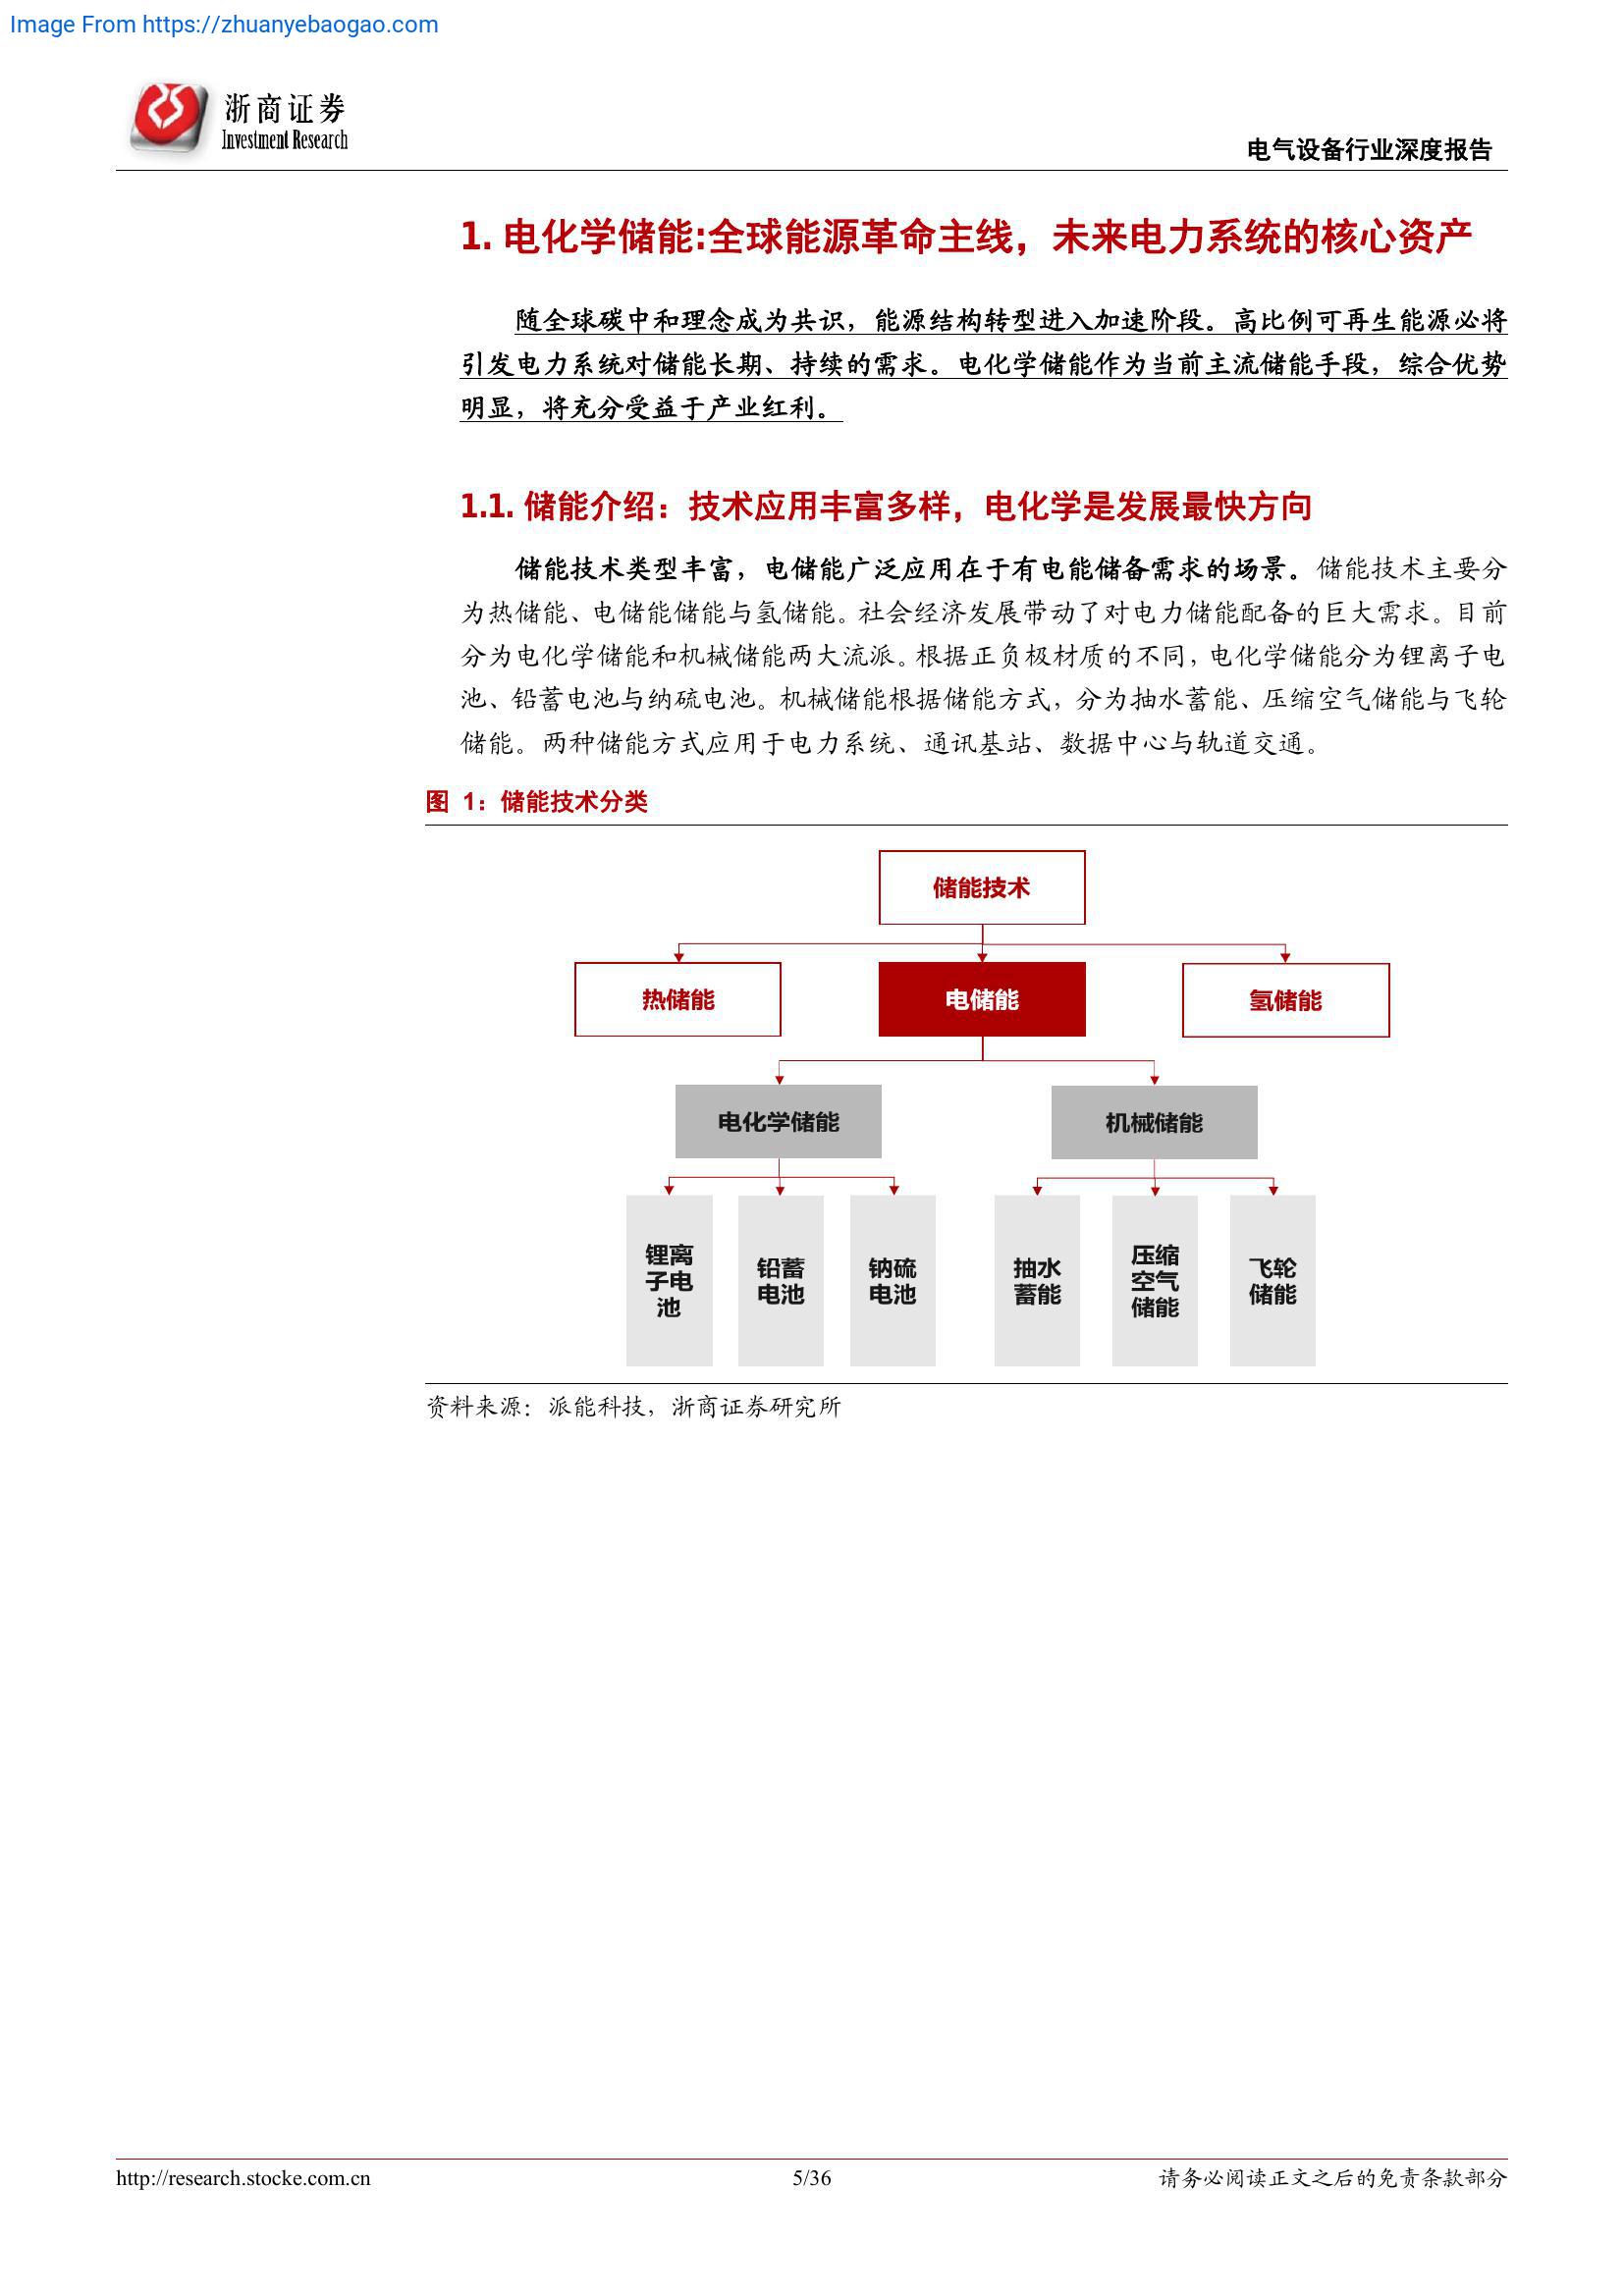 Image From https://zhuanyebaogao.com
浙商证券
Investment Research
电气设备行业深度报告
1. 电化学储能:全球能源革命主线，未来电力系统的核心资产
随全球碳中和理念成为共识，能源结构转型进入加速阶段。高比例可再生能源必将
引发电力系统对储能长期、持续的需求。电化学储能作为当前主流储能手段，综合优势
明显，将充分受益于产业红利。
1.1. 储能介绍：技术应用丰富多样，电化学是发展最快方向
储能技术类型丰富，电储能广泛应用在于有电能储备需求的场景。储能技术主要分
为热储能、电储能储能与氢储能。社会经济发展带动了对电力储能配备的巨大需求。目前
分为电化学储能和机械储能两大流派。根据正负极材质的不同，电化学储能分为锂离子电
池、铅蓄电池与纳硫电池。机械储能根据储能方式，分为抽水蓄能、压缩空气储能与飞轮
储能。两种储能方式应用于电力系统、通讯基站、数据中心与轨道交通。
图 1：储能技术分类
储能技术
热储能
电储能
氢储能
电化学储能
机械储能
锂离
子电
池
铅蓄
电池
钠硫
电池
抽水
蓄能
压缩
空气
储能
飞轮
储能
资料来源：派能科技，浙商证券研究所
http://research.stocke.com.cn
5/36
请务必阅读正文之后的免责条款部分